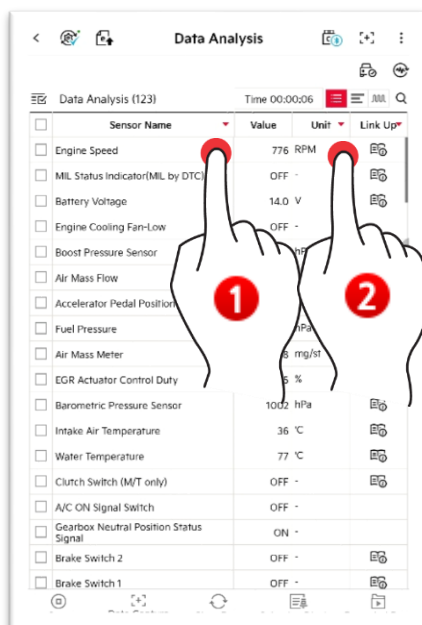 Data Analysis
Data Analysis (123) Time 00:00:06
Sensor Name Value Unit Link Up
Engine Speed 776 RPM
MIL Status Indicator(MIL by DTC) OFF -
Battery Voltage 14.0 V
Engine Cooling Fan-Low OFF -
Boost Pressure Sensor
Air Mass Flow
Accelerator Pedal Position
1 2
Fuel Pressure hPa
Air Mass Meter mg/st
EGR Actuator Control Duty %
Barometric Pressure Sensor 1002 hPa
Intake Air Temperature 36 ℃
Water Temperature 77 ℃
Clutch Switch (M/T only) OFF -
A/C ON Signal Switch OFF -
Gearbox Neutral Position Status
Signal ON -
Brake Switch 2 OFF -
Brake Switch 1 OFF -